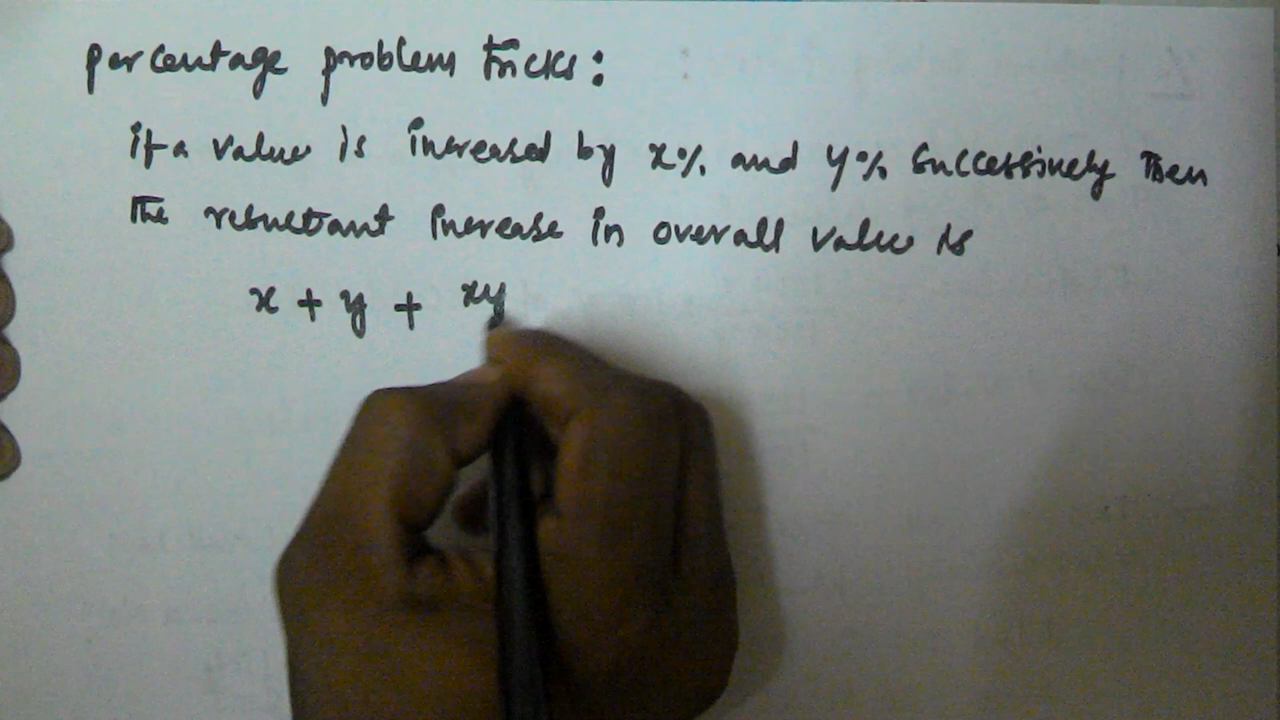 percentage problem tricks:
if a value is increased by x% and y% successively then
the resultant increase in overall value is
x + y + xy